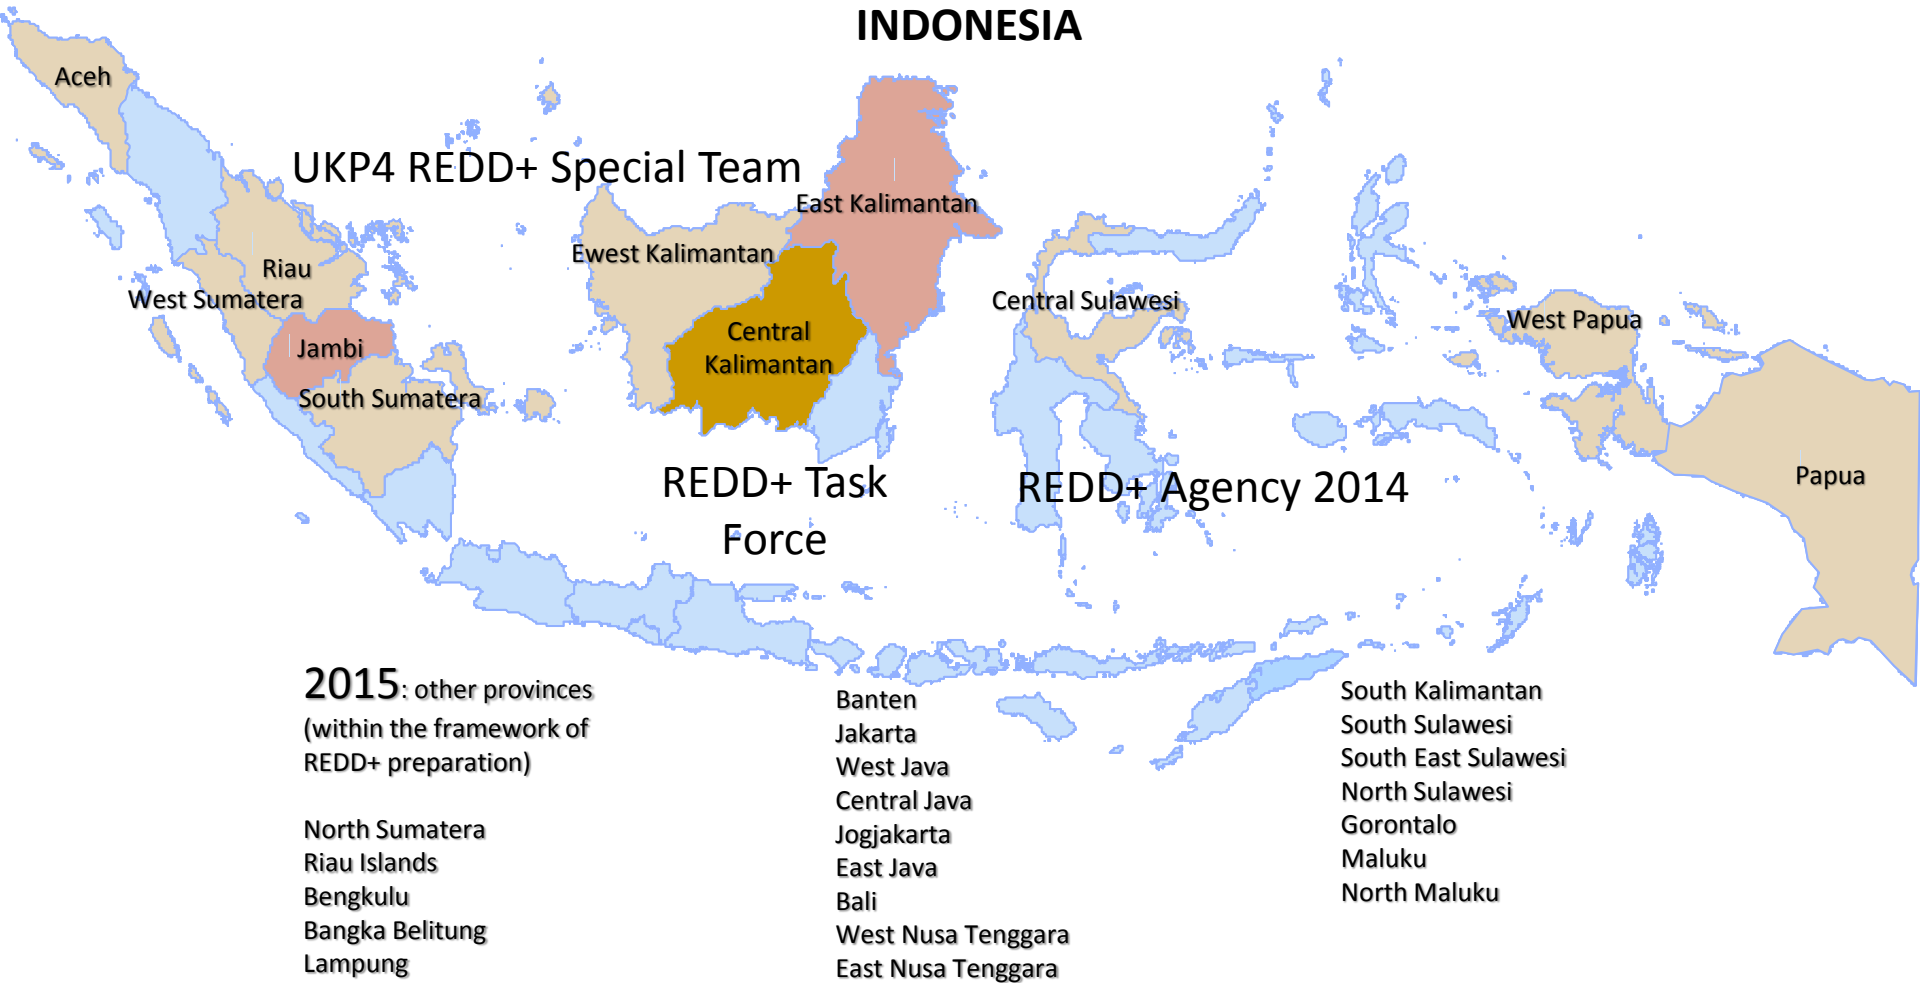 INDONESIA
Aceh
UKP4 REDD+ Special Team
East Kalimantan
Ewest Kalimantan
Riau
West Sumatera
Central Sulawesi
West Papua
Jambi
Central
Kalimantan
South Sumatera
Papua
REDD+ Task
Force
REDD+ Agency 2014
2015: other provinces
(within the framework of
REDD+ preparation)
North Sumatera
Riau Islands
Bengkulu
Bangka Belitung
Lampung
Banten
Jakarta
West Java
Central Java
Jogjakarta
East Java
Bali
West Nusa Tenggara
East Nusa Tenggara
South Kalimantan
South Sulawesi
South East Sulawesi
North Sulawesi
Gorontalo
Maluku
North Maluku